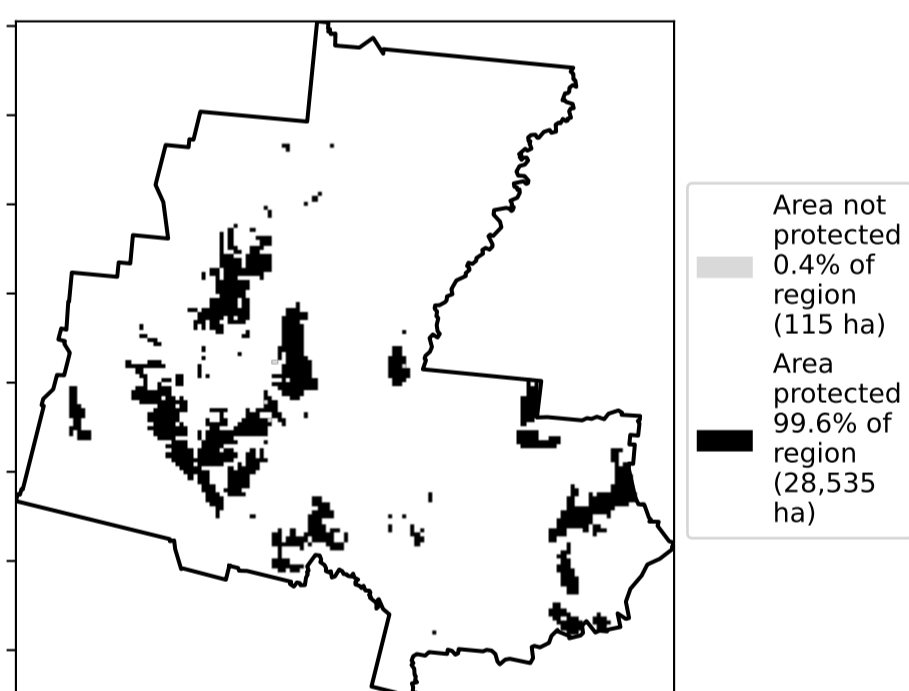 Area not
protected
0.4% of
region
(115 ha)
Area
protected
99.6% of
region
(28,535
ha)